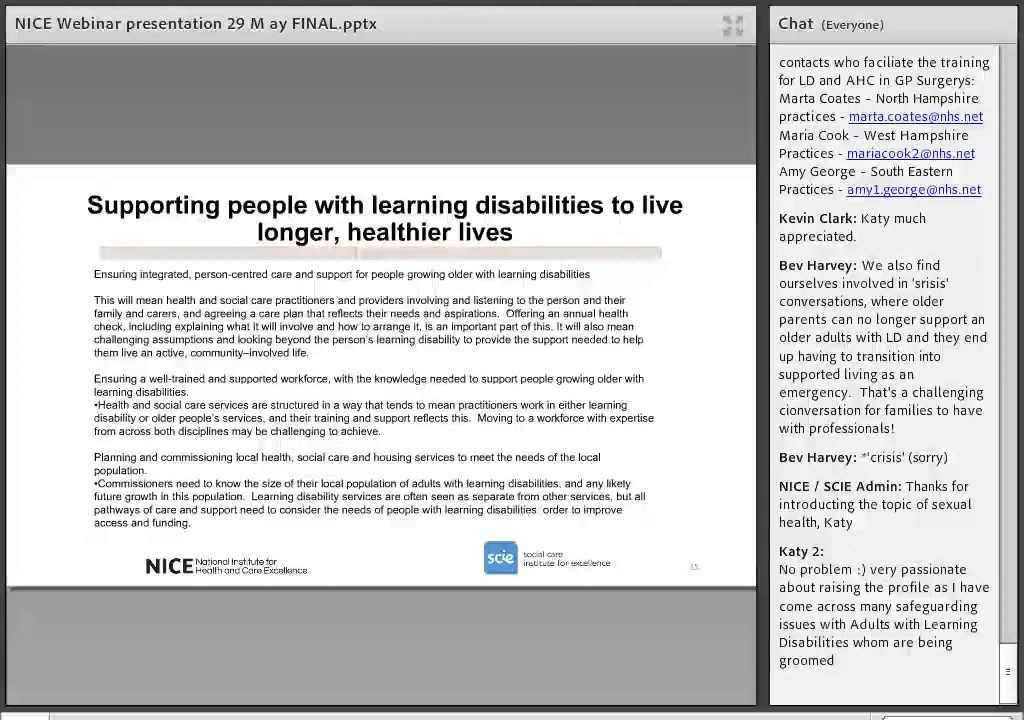 NICE Webinar presentation 29 M ay FINAL.pptx
Supporting people with learning disabilities to live
longer, healthier lives
Ensuring integrated, person-centred care and support for people growing older with learning disabilities
This will mean health and social care practitioners and providers involving and listening to the person and their
family and carers, and agreeing a care plan that reflects their needs and aspirations.  Offering an annual health
check, including explaining what it will involve and how to arrange it, is an important part of this. It will also mean
challenging assumptions and looking beyond the person's learning disability to provide the support needed to help
them live an active, community–involved life.
Ensuring a well-trained and supported workforce, with the knowledge needed to support people growing older with
learning disabilities.
•Health and social care services are structured in a way that tends to mean practitioners work in either learning
disability or older people's services, and their training and support reflects this.  Moving to a workforce with expertise
from across both disciplines may be challenging to achieve.
Planning and commissioning local health, social care and housing services to meet the needs of the local
population.
•Commissioners need to know the size of their local population of adults with learning disabilities, and any likely
future growth in this population.  Learning disability services are often seen as separate from other services, but all
pathways of care and support need to consider the needs of people with learning disabilities  order to improve
access and funding.
NICE National Institute for
Health and Care Excellence
scie social care
institute for excellence
15
Chat (Everyone)
contacts who faciliate the training
for LD and AHC in GP Surgerys:
Marta Coates - North Hampshire
practices - marta.coates@nhs.net
Maria Cook - West Hampshire
Practices - mariacook2@nhs.net
Amy George - South Eastern
Practices - amy1.george@nhs.net
Kevin Clark: Katy much
appreciated.
Bev Harvey: We also find
ourselves involved in 'srisis'
conversations, where older
parents can no longer support an
older adults with LD and they end
up having to transition into
supported living as an
emergency.  That's a challenging
cionversation for families to have
with professionals!
Bev Harvey: *'crisis' (sorry)
NICE / SCIE Admin: Thanks for
introducting the topic of sexual
health, Katy
Katy 2:
No problem :) very passionate
about raising the profile as I have
come across many safeguarding
issues with Adults with Learning
Disabilities whom are being
groomed